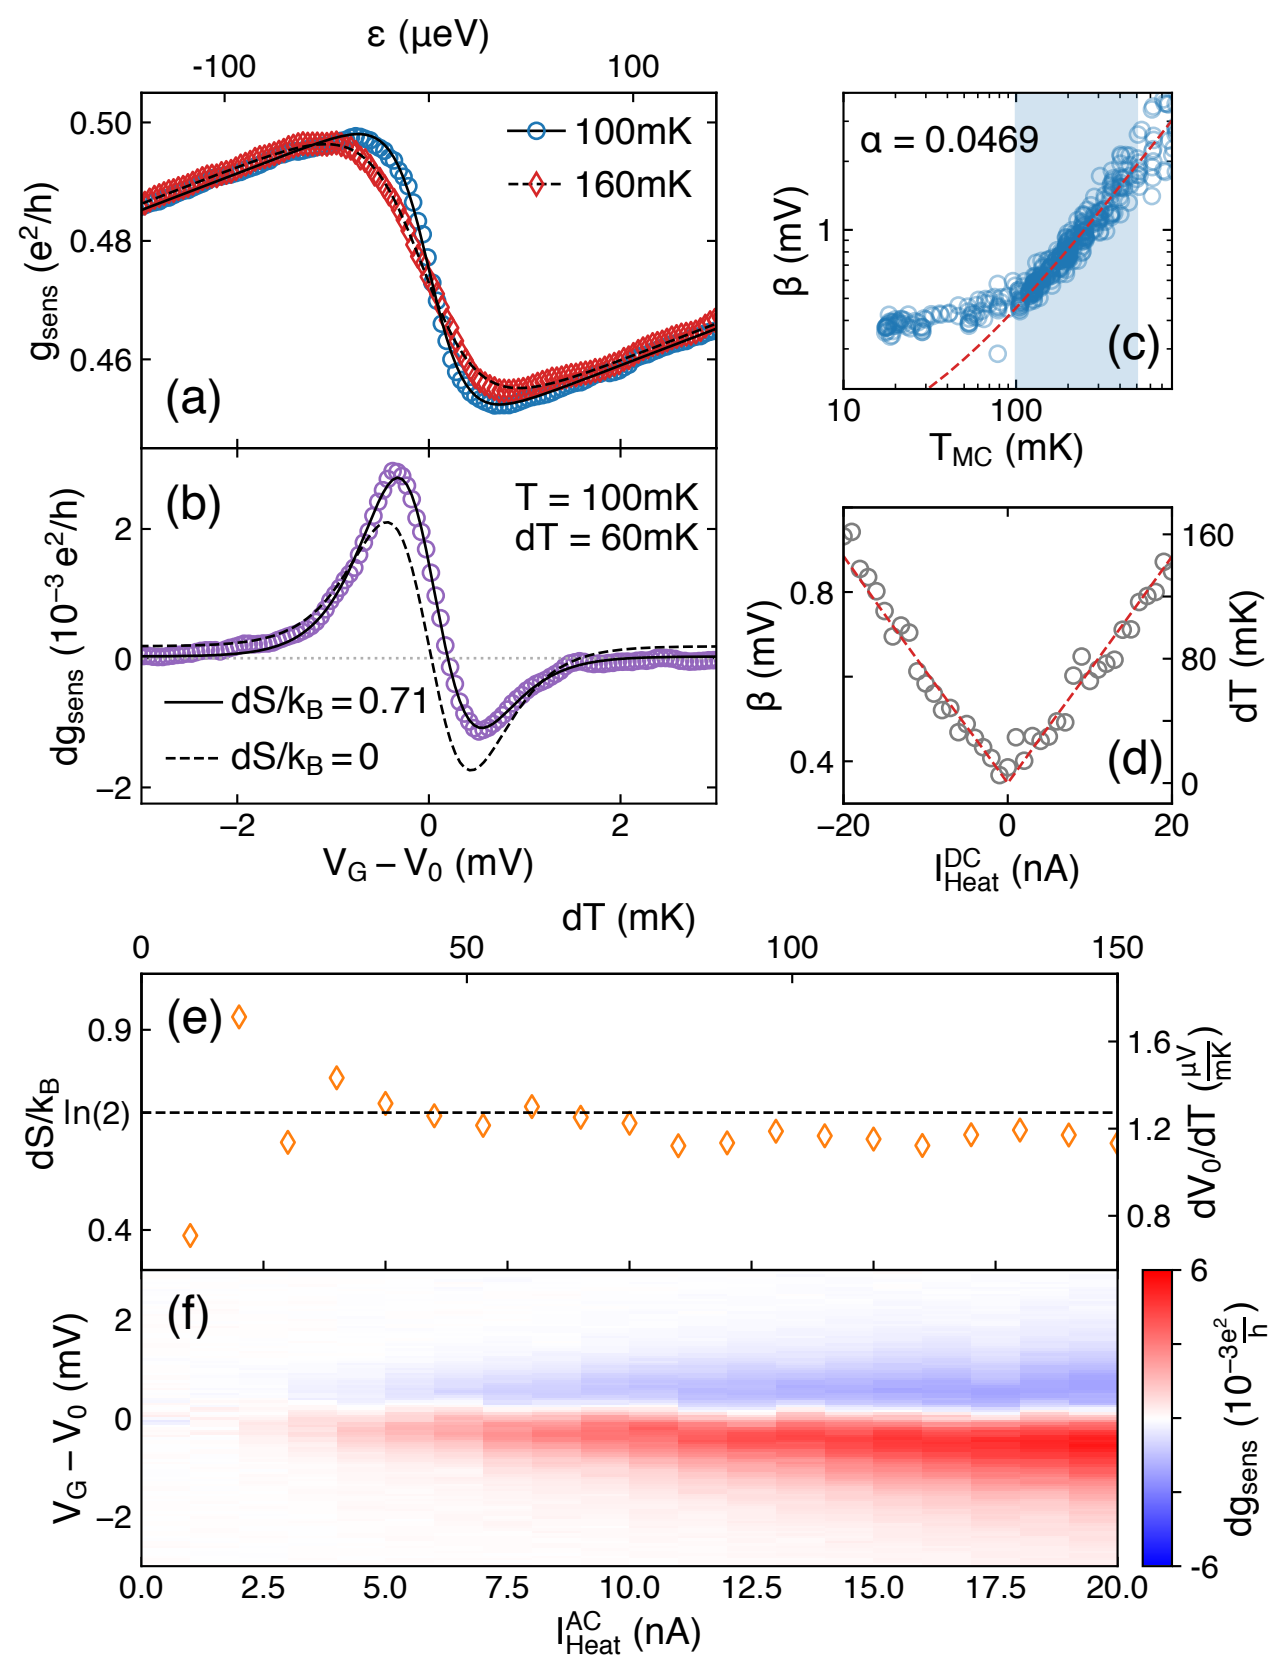 ε (μeV)
-100 100
0.50
0.48
0.46
g_sens (e²/h)
100mK
160mK
(a)
(b)
T = 100mK
dT = 60mK
dg_sens (10⁻³ e²/h)
2
0
−2
dS/k_B = 0.71
dS/k_B = 0
−2 0 2
V_G − V_0 (mV)
α = 0.0469
β (mV)
1
(c)
10 100
T_MC (mK)
β (mV)
0.8
0.4
160
80
0
dT (mK)
(d)
−20 0 20
I_Heat^DC (nA)
dT (mK)
0 50 100 150
(e)
dS/k_B
0.9
ln(2)
0.4
1.6
1.2
0.8
dV_0/dT (μV/mK)
(f)
V_G − V_0 (mV)
2
0
−2
6
-6
dg_sens (10⁻³e²/h)
0.0 2.5 5.0 7.5 10.0 12.5 15.0 17.5 20.0
I_Heat^AC (nA)